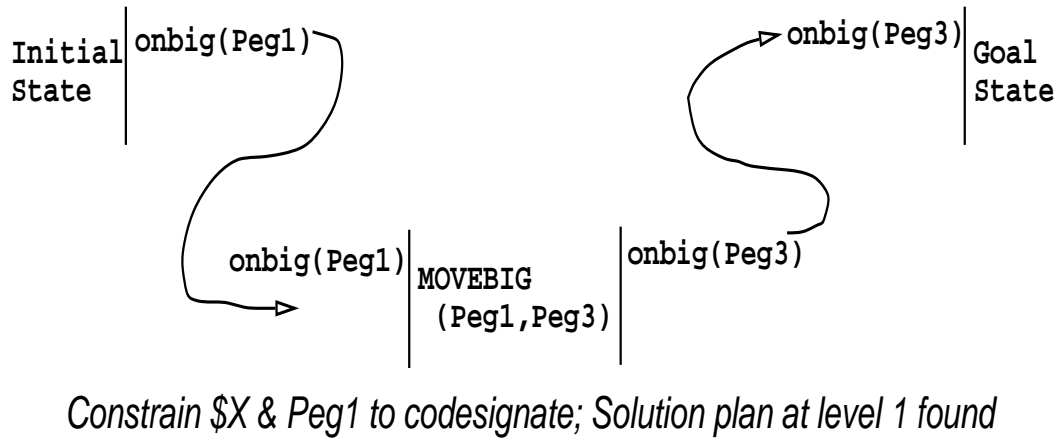 Initial
State
onbig(Peg1)
onbig(Peg3)
Goal
State
onbig(Peg1)
MOVEBIG
(Peg1,Peg3)
onbig(Peg3)
Constrain $X & Peg1 to codesignate; Solution plan at level 1 found